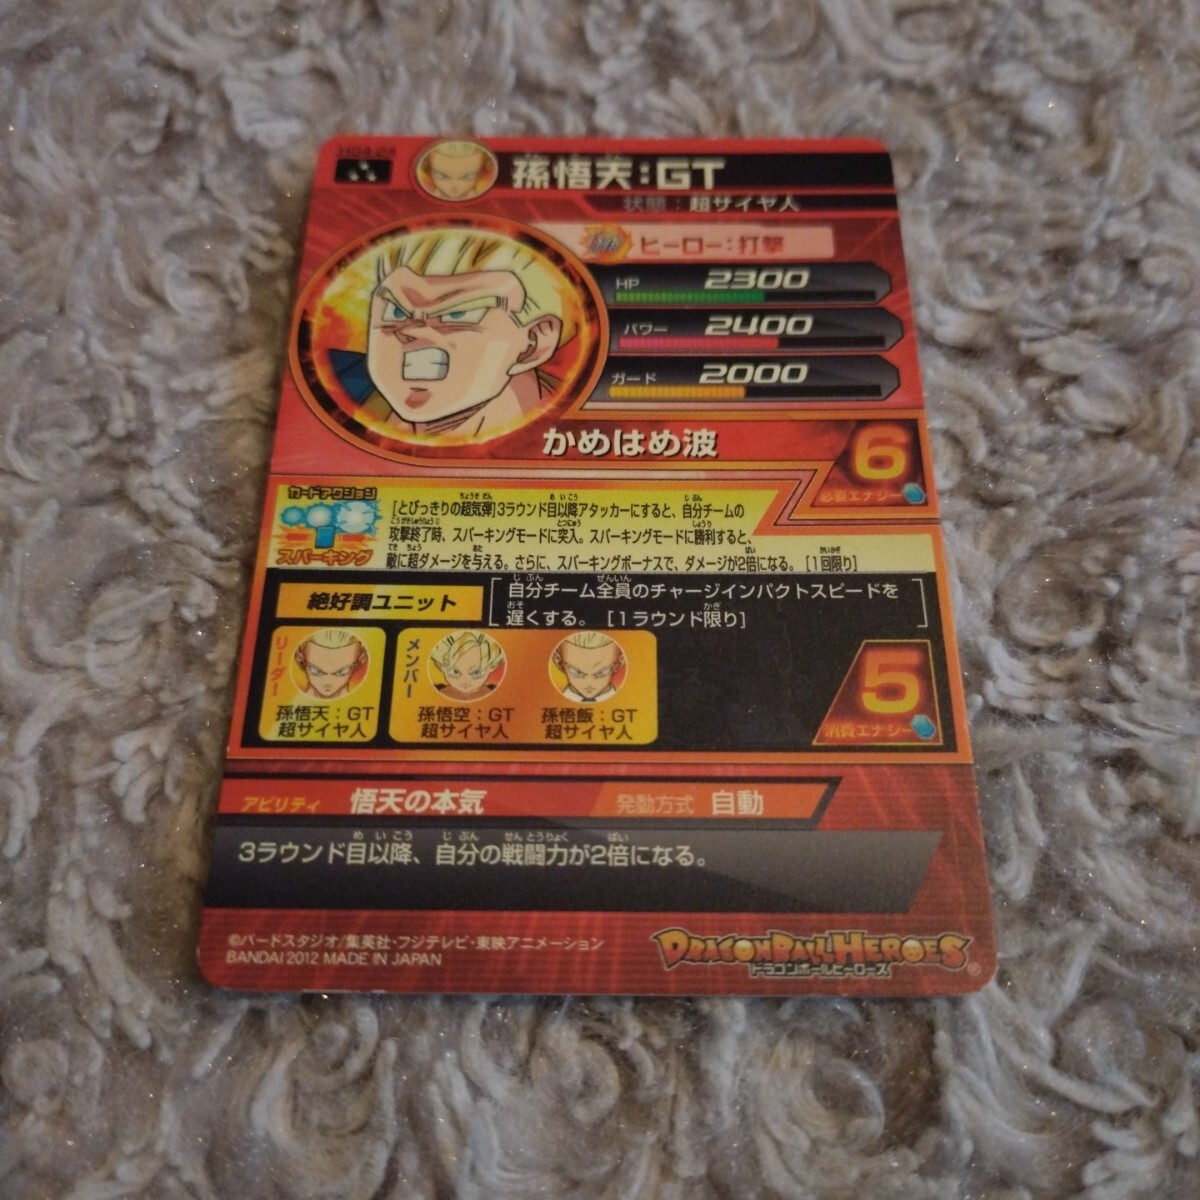 HG4-24
孫悟天:GT
状態:超サイヤ人
ヒーロー:打撃
HP 2300
パワー 2400
ガード 2000
かめはめ波
6
必要エナジー
カードアクション
スパーキング
[とびっきりの超気弾]3ラウンド目以降アタッカーにすると、自分チームの
攻撃終了時、スパーキングモードに突入。スパーキングモードに勝利すると、
敵に超ダメージを与える。さらに、スパーキングボーナスで、ダメージが2倍になる。[1回限り]
絶好調ユニット
自分チーム全員のチャージインパクトスピードを
遅くする。[1ラウンド限り]
リーダー
孫悟天:GT
超サイヤ人
メンバー
孫悟空:GT
超サイヤ人
孫悟飯:GT
超サイヤ人
5
消費エナジー
アビリティ 悟天の本気 発動方式 自動
3ラウンド目以降、自分の戦闘力が2倍になる。
©バードスタジオ/集英社・フジテレビ・東映アニメーション
BANDAI 2012 MADE IN JAPAN
DRAGONBALL HEROES
ドラゴンボールヒーローズ